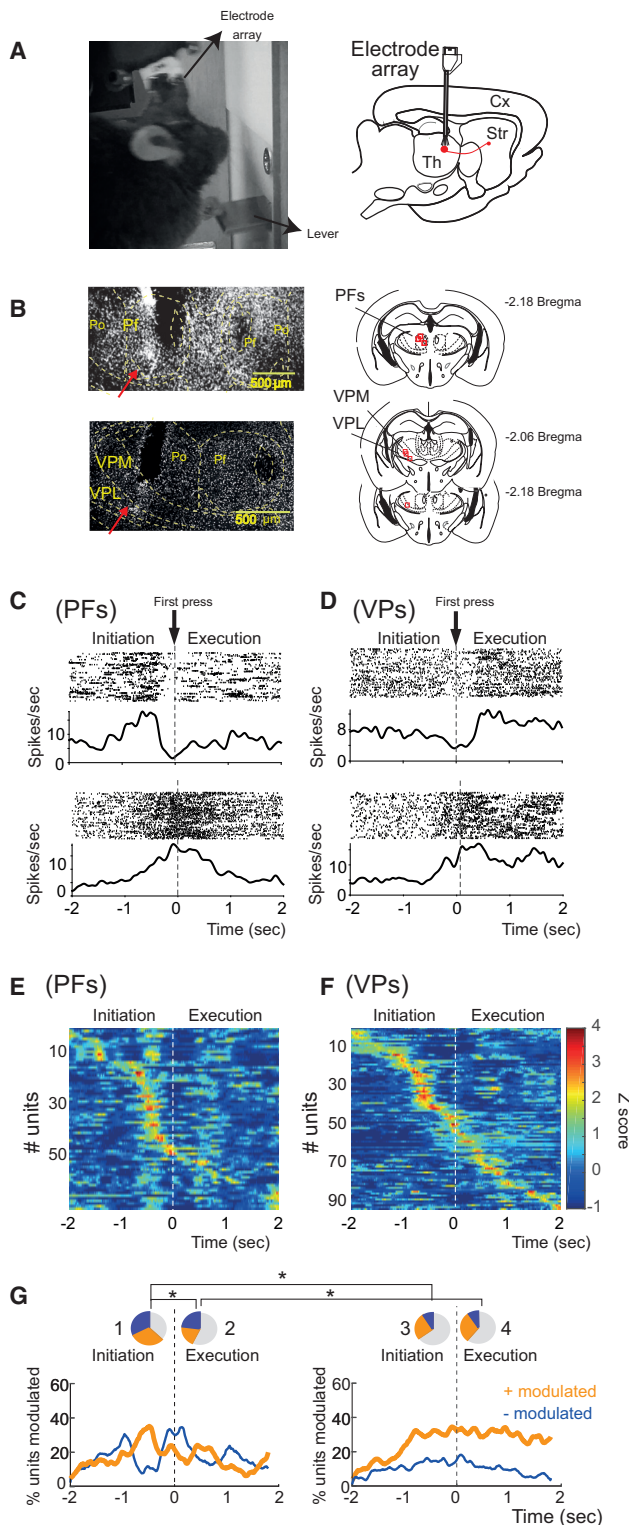 A
Electrode
array
Lever
Electrode
array
Cx
Str
Th
B
Po
Pf
Pf
Po
500 µm
VPM
VPL
Po
Pf
500 µm
PFs
-2.18 Bregma
VPM
VPL
-2.06 Bregma
-2.18 Bregma
C
(PFs)
First press
Initiation
Execution
Spikes/sec
10
0
Spikes/sec
10
0
-2
-1
0
1
2
Time (sec)
D
(VPs)
First press
Initiation
Execution
Spikes/sec
8
0
Spikes/sec
10
0
-2
-1
0
1
2
Time (sec)
E
(PFs)
Initiation
Execution
# units
10
30
50
-2
-1
0
1
2
Time (sec)
F
(VPs)
Initiation
Execution
# units
10
30
50
70
90
-2
-1
0
1
2
Time (sec)
4
3
2
1
0
-1
Z score
G
*
*
*
1
2
Initiation
Execution
3
4
Initiation
Execution
% units modulated
60
40
20
0
-2
-1
0
1
2
% units modulated
60
40
20
0
-2
-1
0
1
2
+ modulated
- modulated
Time (sec)